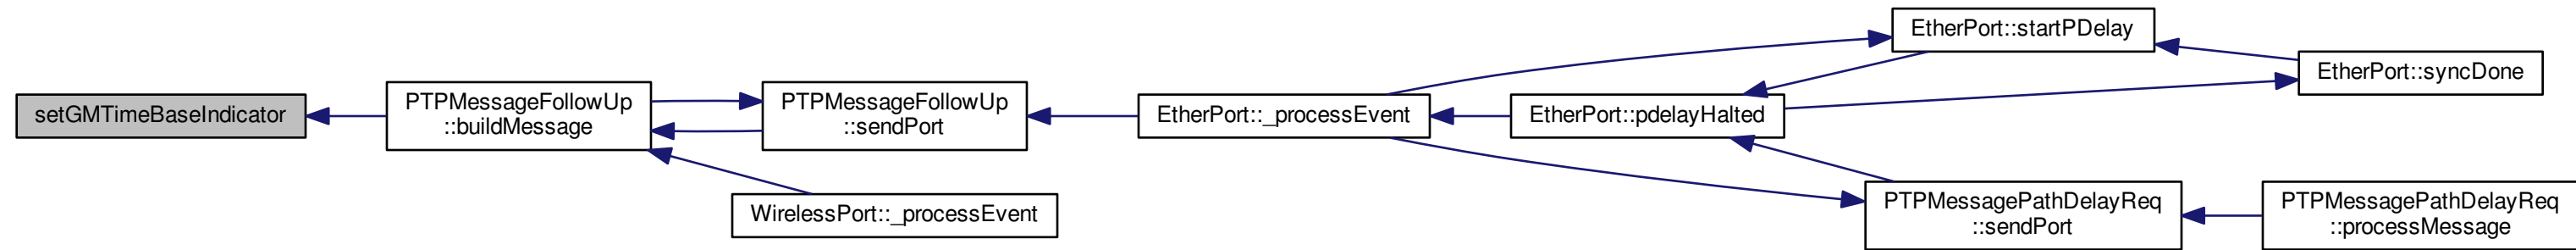 setGMTimeBaseIndicator
PTPMessageFollowUp
::buildMessage
PTPMessageFollowUp
::sendPort
WirelessPort::_processEvent
EtherPort::_processEvent
EtherPort::pdelayHalted
EtherPort::startPDelay
EtherPort::syncDone
PTPMessagePathDelayReq
::sendPort
PTPMessagePathDelayReq
::processMessage